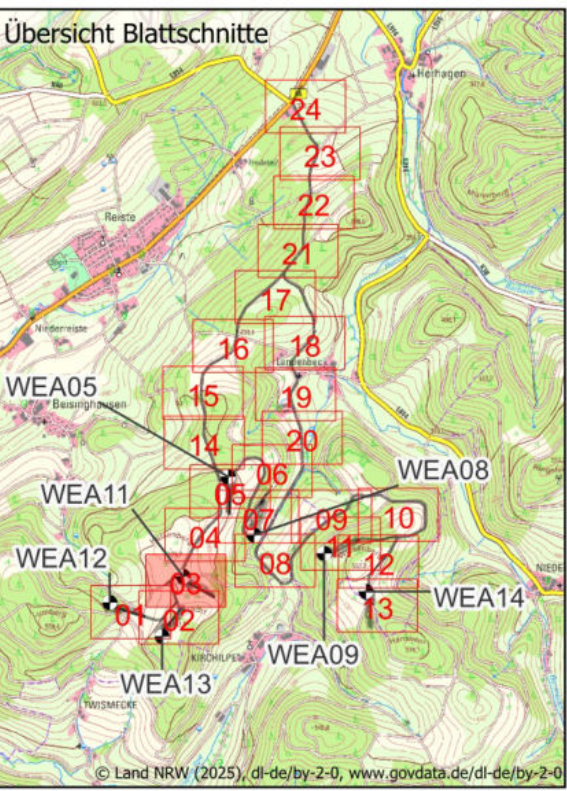 Übersicht Blattschnitte
Herhagen
24
23
22
Reiste
21
17
Niederreiste
16
18
WEA05
15
19
Beisinghausen
14
20
06
WEA08
WEA11
05
07
09
10
04
11
WEA12
08
12
03
01
02
13
WEA14
KIRCHILPE
WEA09
WEA13
TWISMECKE
© Land NRW (2025), dl-de/by-2-0, www.govdata.de/dl-de/by-2-0